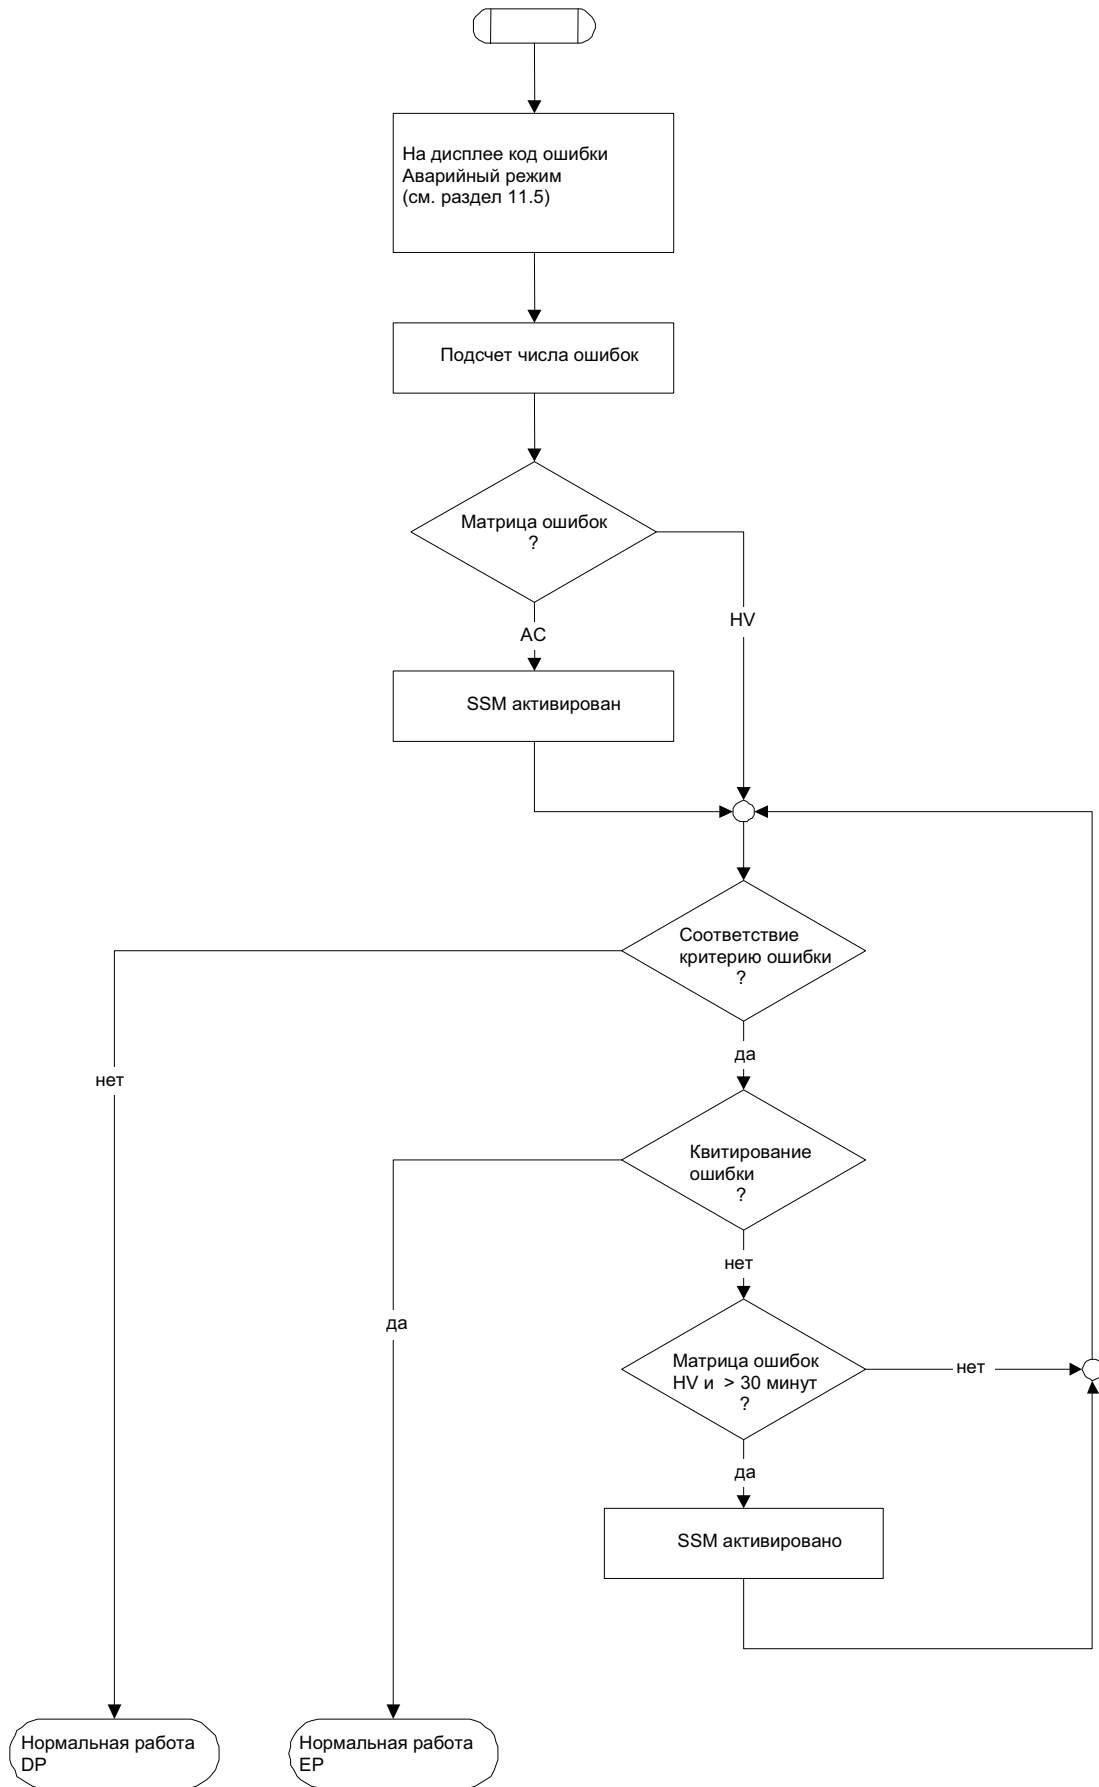 На дисплее код ошибки
Аварийный режим
(см. раздел 11.5)
Подсчет числа ошибок
Матрица ошибок
?
AC
HV
SSM активирован
Соответствие
критерию ошибки
?
да
нет
Квитирование
ошибки
?
нет
да
Матрица ошибок
HV и > 30 минут
?
нет
да
SSM активировано
Нормальная работа
DP
Нормальная работа
EP